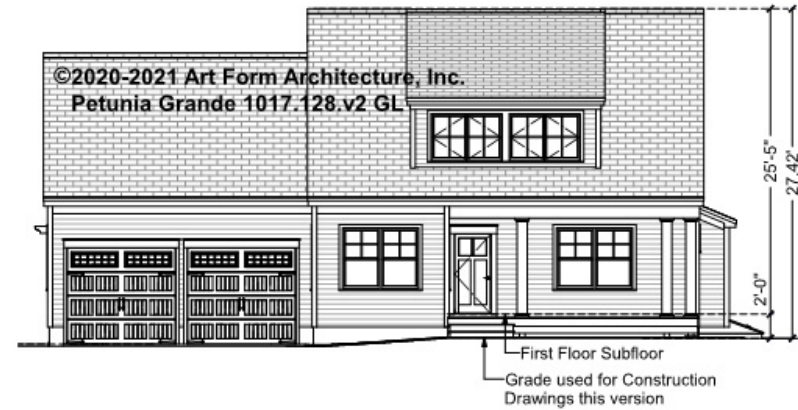 ©2020-2021 Art Form Architecture, Inc.
Petunia Grande 1017.128.v2 GL
25'-5"
27.42'
2'-0"
First Floor Subfloor
Grade used for Construction
Drawings this version